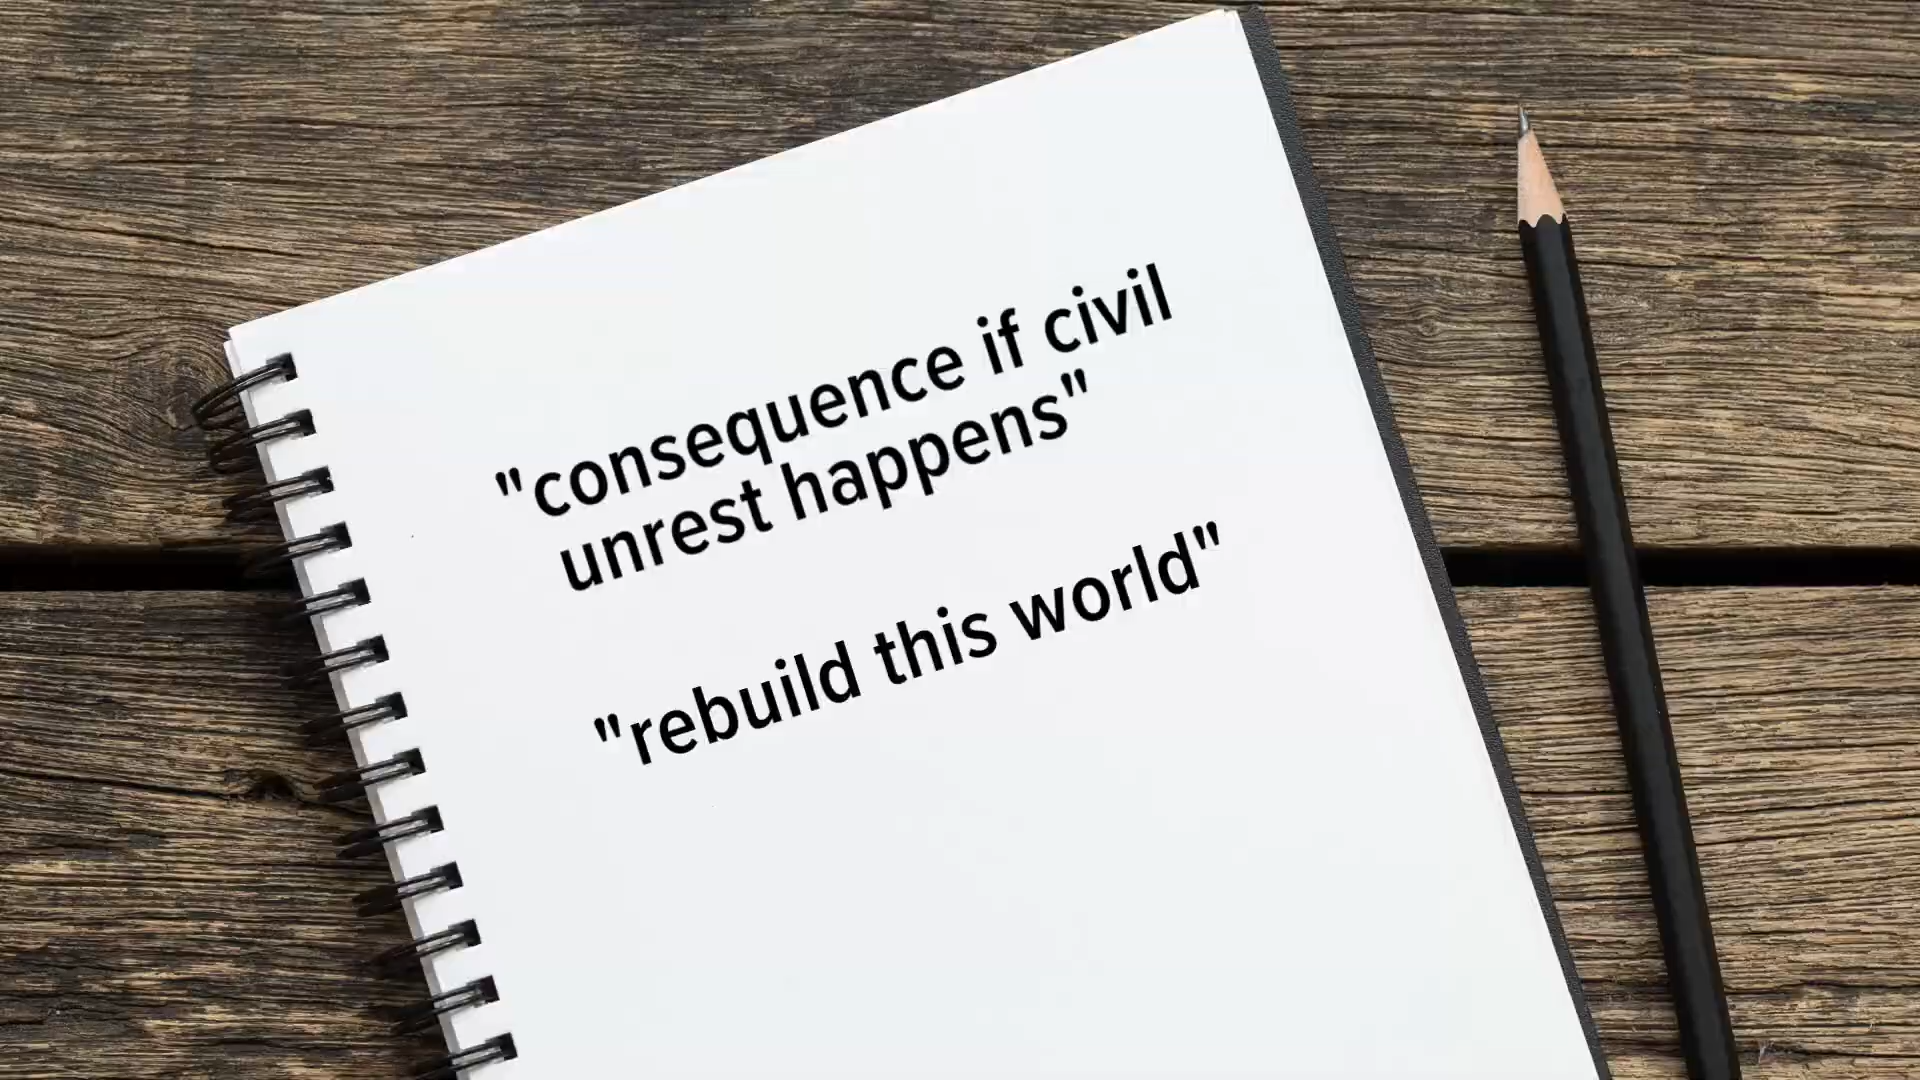 "consequence if civil
unrest happens"
"rebuild this world"